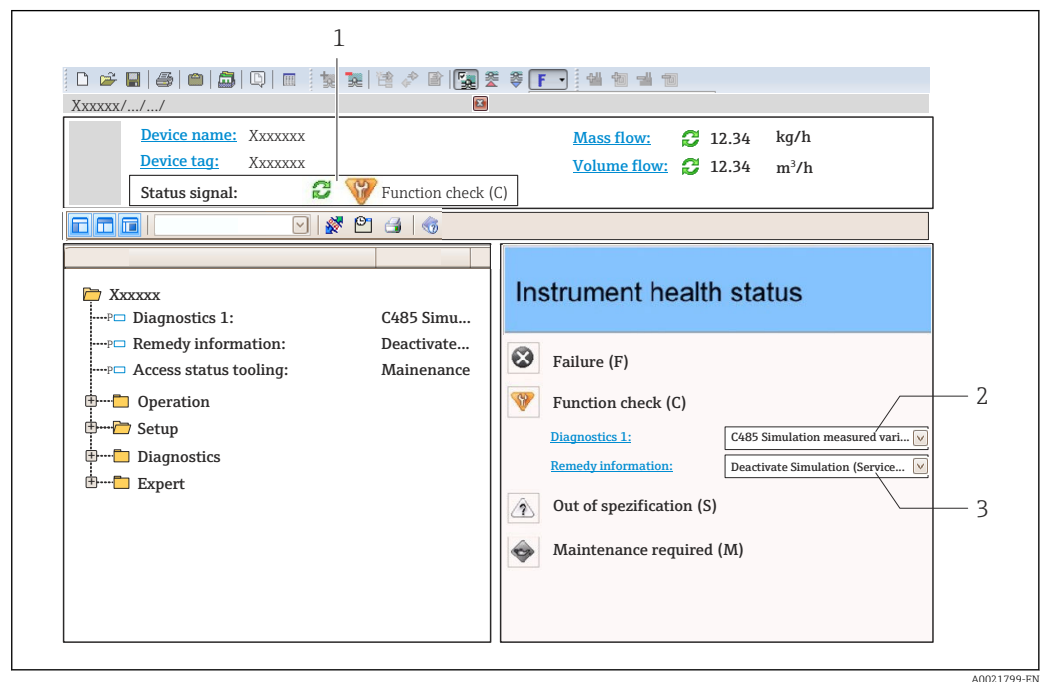 1
F
Xxxxxx/.../.../
Device name: Xxxxxxx
Mass flow: 12.34 kg/h
Device tag: Xxxxxxx
Volume flow: 12.34 m³/h
Status signal: Function check (C)
Xxxxxx
Diagnostics 1: C485 Simu...
Remedy information: Deactivate...
Access status tooling: Mainenance
Operation
Setup
Diagnostics
Expert
Instrument health status
Failure (F)
Function check (C)
2
Diagnostics 1: C485 Simulation measured vari...
Remedy information: Deactivate Simulation (Service...
Out of spezification (S)
3
Maintenance required (M)
A0021799-EN